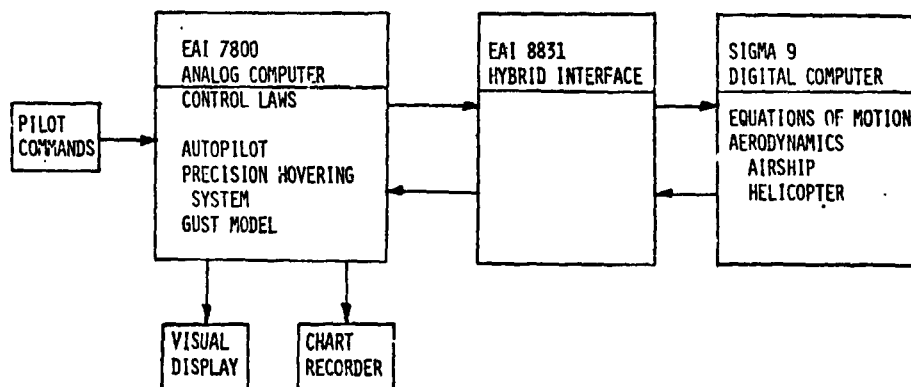 PILOT
COMMANDS
EAI 7800
ANALOG COMPUTER
CONTROL LAWS
AUTOPILOT
PRECISION HOVERING
SYSTEM
GUST MODEL
EAI 8831
HYBRID INTERFACE
SIGMA 9
DIGITAL COMPUTER
EQUATIONS OF MOTION
AERODYNAMICS
AIRSHIP
HELICOPTER
VISUAL
DISPLAY
CHART
RECORDER